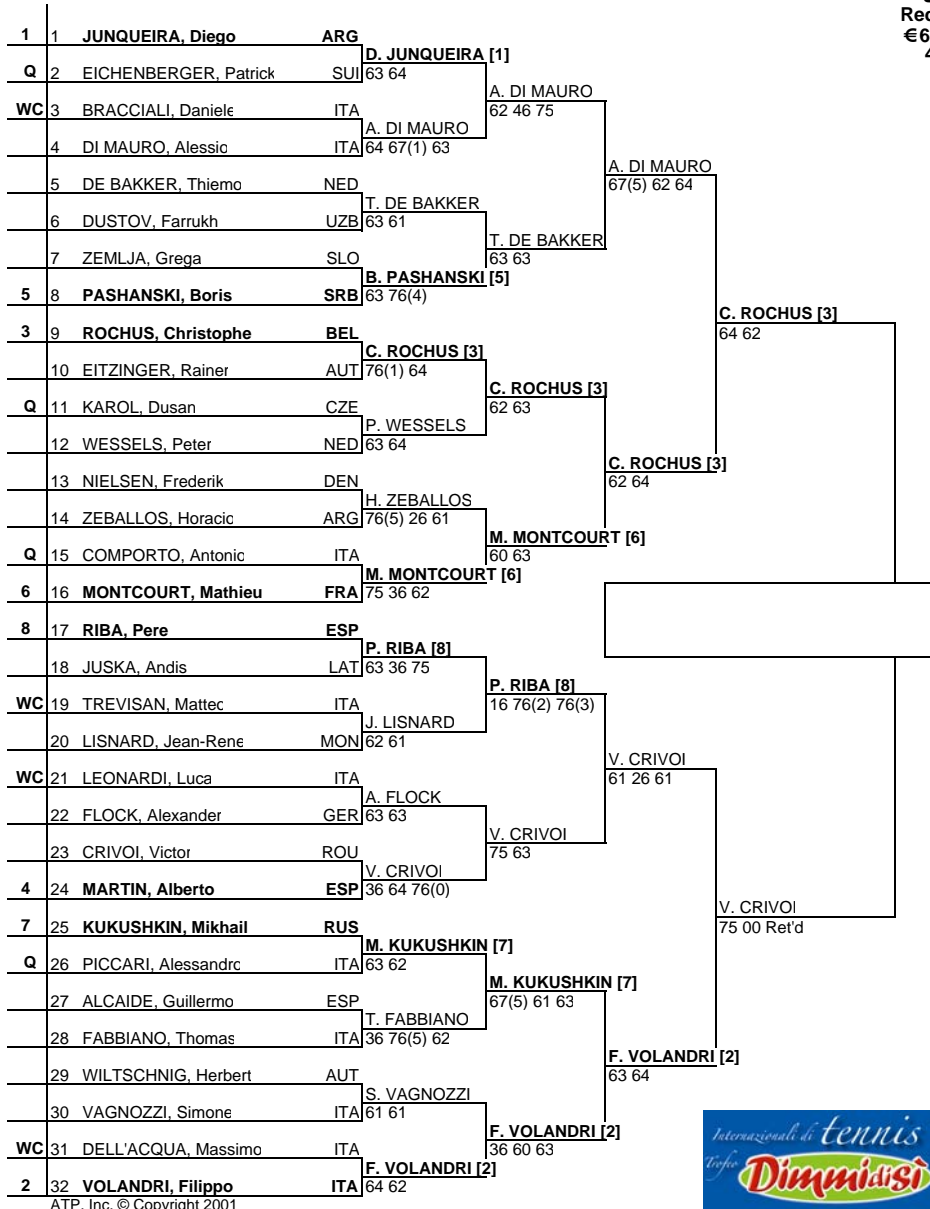 Red
€6
1 1 JUNQUEIRA, Diego ARG
D. JUNQUEIRA [1]
Q 2 EICHENBERGER, Patrick SUI 63 64
A. DI MAURO
WC 3 BRACCIALI, Daniele ITA 62 46 75
A. DI MAURO
4 DI MAURO, Alessio ITA 64 67(1) 63
A. DI MAURO
5 DE BAKKER, Thiemo NED 67(5) 62 64
T. DE BAKKER
6 DUSTOV, Farrukh UZB 63 61
T. DE BAKKER
7 ZEMLJA, Grega SLO 63 63
B. PASHANSKI [5]
5 8 PASHANSKI, Boris SRB 63 76(4)
C. ROCHUS [3]
3 9 ROCHUS, Christophe BEL 64 62
C. ROCHUS [3]
10 EITZINGER, Rainer AUT 76(1) 64
C. ROCHUS [3]
Q 11 KAROL, Dusan CZE 62 63
P. WESSELS
12 WESSELS, Peter NED 63 64
C. ROCHUS [3]
13 NIELSEN, Frederik DEN 62 64
H. ZEBALLOS
14 ZEBALLOS, Horacio ARG 76(5) 26 61
M. MONTCOURT [6]
Q 15 COMPORTO, Antonio ITA 60 63
M. MONTCOURT [6]
6 16 MONTCOURT, Mathieu FRA 75 36 62
8 17 RIBA, Pere ESP
P. RIBA [8]
18 JUSKA, Andis LAT 63 36 75
P. RIBA [8]
WC 19 TREVISAN, Matteo ITA 16 76(2) 76(3)
J. LISNARD
20 LISNARD, Jean-Rene MON 62 61
V. CRIVOI
WC 21 LEONARDI, Luca ITA 61 26 61
A. FLOCK
22 FLOCK, Alexander GER 63 63
V. CRIVOI
23 CRIVOI, Victor ROU 75 63
V. CRIVOI
4 24 MARTIN, Alberto ESP 36 64 76(0)
V. CRIVOI
7 25 KUKUSHKIN, Mikhail RUS 75 00 Ret'd
M. KUKUSHKIN [7]
Q 26 PICCARI, Alessandro ITA 63 62
M. KUKUSHKIN [7]
27 ALCAIDE, Guillermo ESP 67(5) 61 63
T. FABBIANO
28 FABBIANO, Thomas ITA 36 76(5) 62
F. VOLANDRI [2]
29 WILTSCHNIG, Herbert AUT 63 64
S. VAGNOZZI
30 VAGNOZZI, Simone ITA 61 61
F. VOLANDRI [2]
WC 31 DELL'ACQUA, Massimo ITA 36 60 63
F. VOLANDRI [2]
2 32 VOLANDRI, Filippo ITA 64 62
ATP, Inc. © Copyright 2001
Internazionali di tennis
Trofeo Dimmidisì